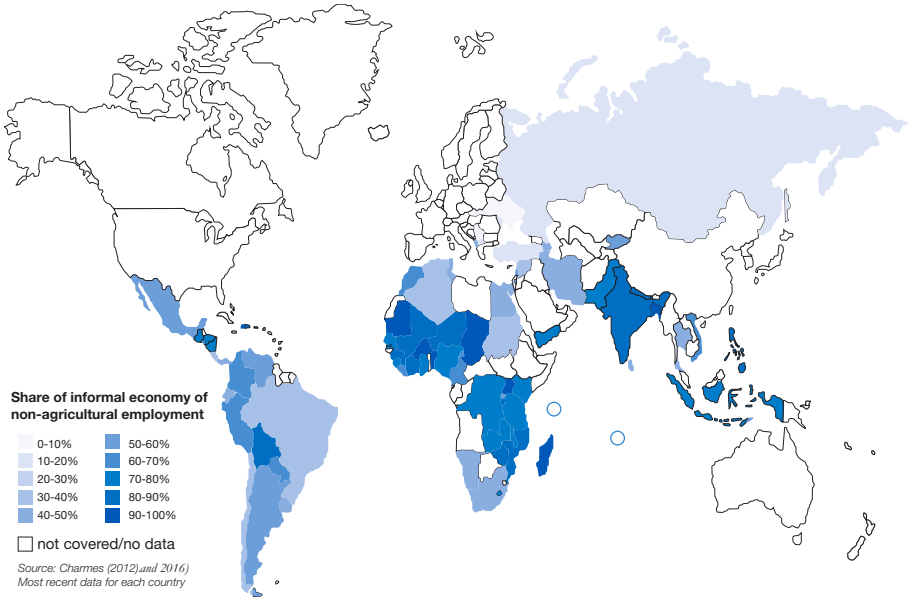 Share of informal economy of
non-agricultural employment
0-10%
10-20%
20-30%
30-40%
40-50%
50-60%
60-70%
70-80%
80-90%
90-100%
not covered/no data
Source: Charmes (2012)and 2016)
Most recent data for each country